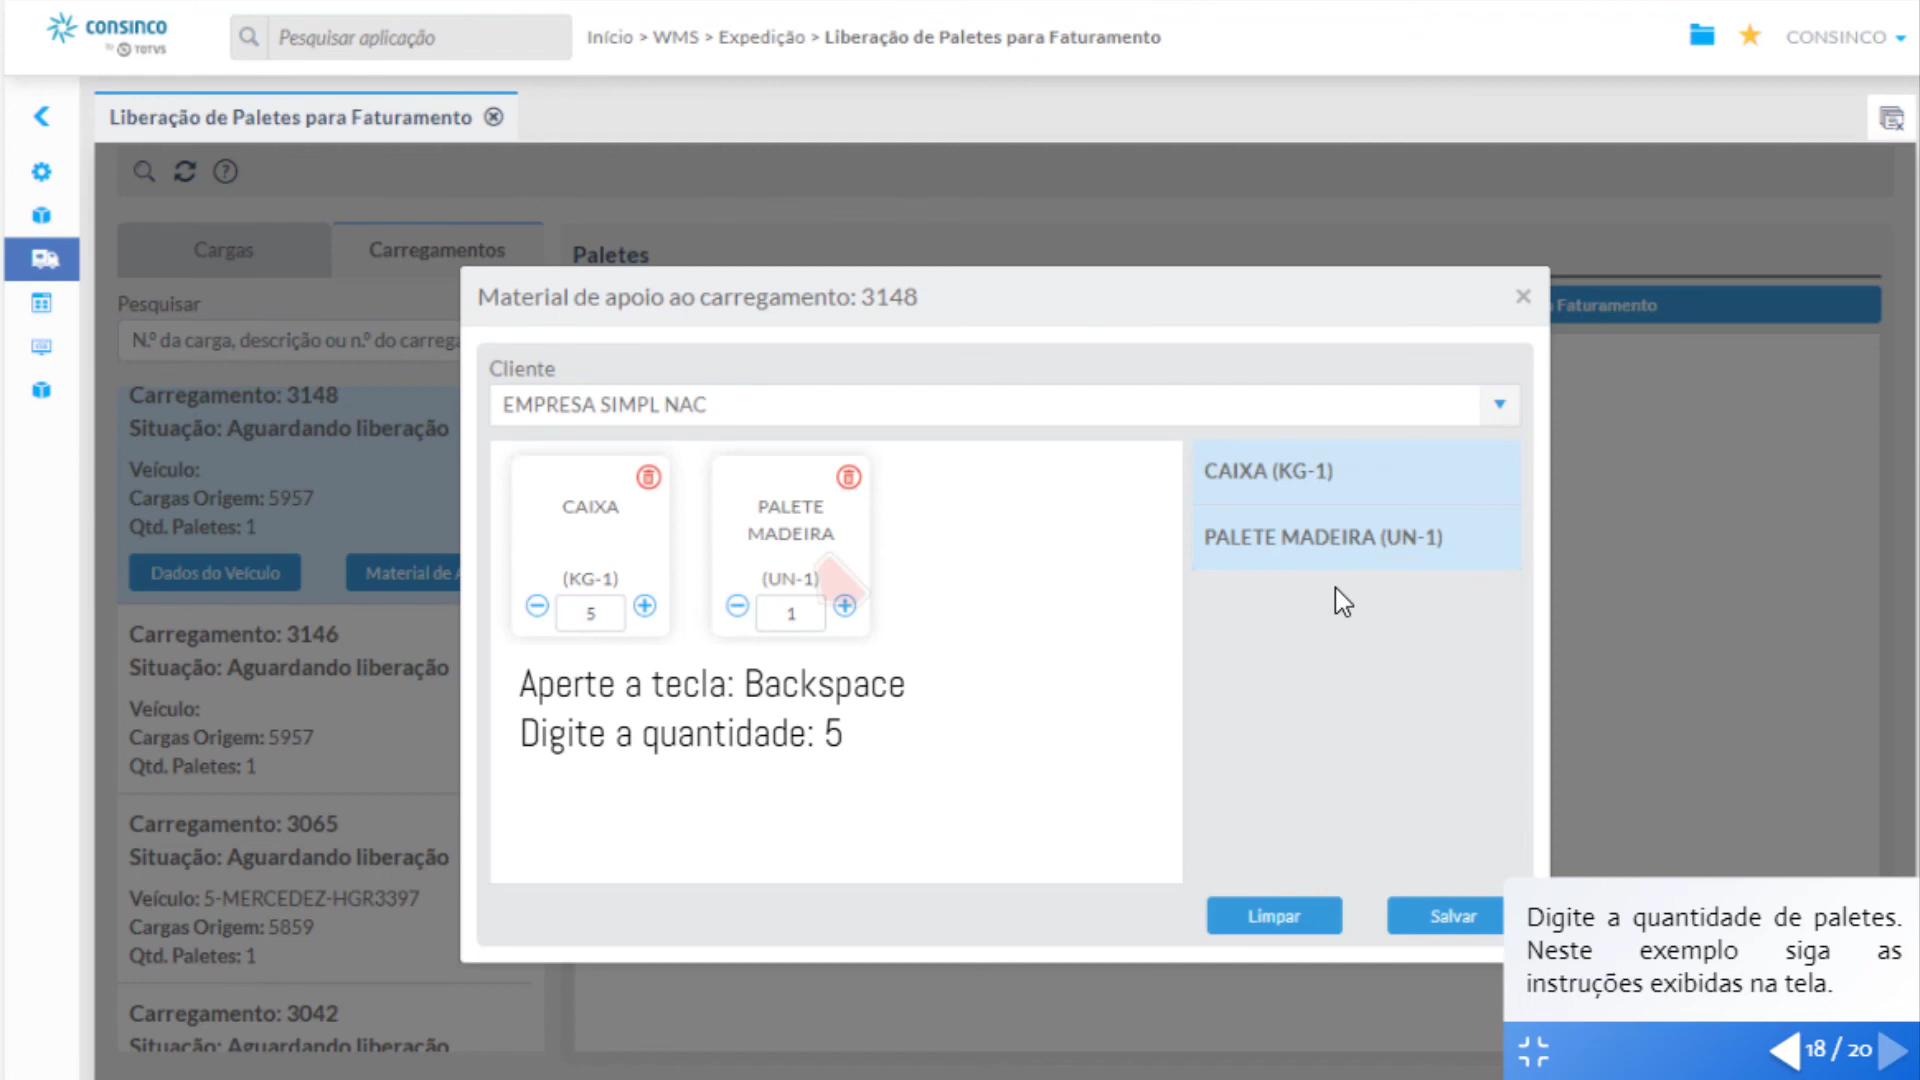 consinco
by TOTVS
Pesquisar aplicação
Início > WMS > Expedição > Liberação de Paletes para Faturamento
CONSINCO
Liberação de Paletes para Faturamento
Cargas
Carregamentos
Paletes
Pesquisar
N.º da carga, descrição ou n.º do carrega
Faturamento
Carregamento: 3148
Situação: Aguardando liberação
Veículo:
Cargas Origem: 5957
Qtd. Paletes: 1
Dados do Veículo
Material de A
Carregamento: 3146
Situação: Aguardando liberação
Veículo:
Cargas Origem: 5957
Qtd. Paletes: 1
Carregamento: 3065
Situação: Aguardando liberação
Veículo: 5-MERCEDEZ-HGR3397
Cargas Origem: 5859
Qtd. Paletes: 1
Carregamento: 3042
Situação: Aguardando liberação
Material de apoio ao carregamento: 3148
Cliente
EMPRESA SIMPL NAC
CAIXA
(KG-1)
5
PALETE
MADEIRA
(UN-1)
1
CAIXA (KG-1)
PALETE MADEIRA (UN-1)
Aperte a tecla: Backspace
Digite a quantidade: 5
Limpar
Salvar
Digite a quantidade de paletes.
Neste exemplo siga as
instruções exibidas na tela.
18 / 20